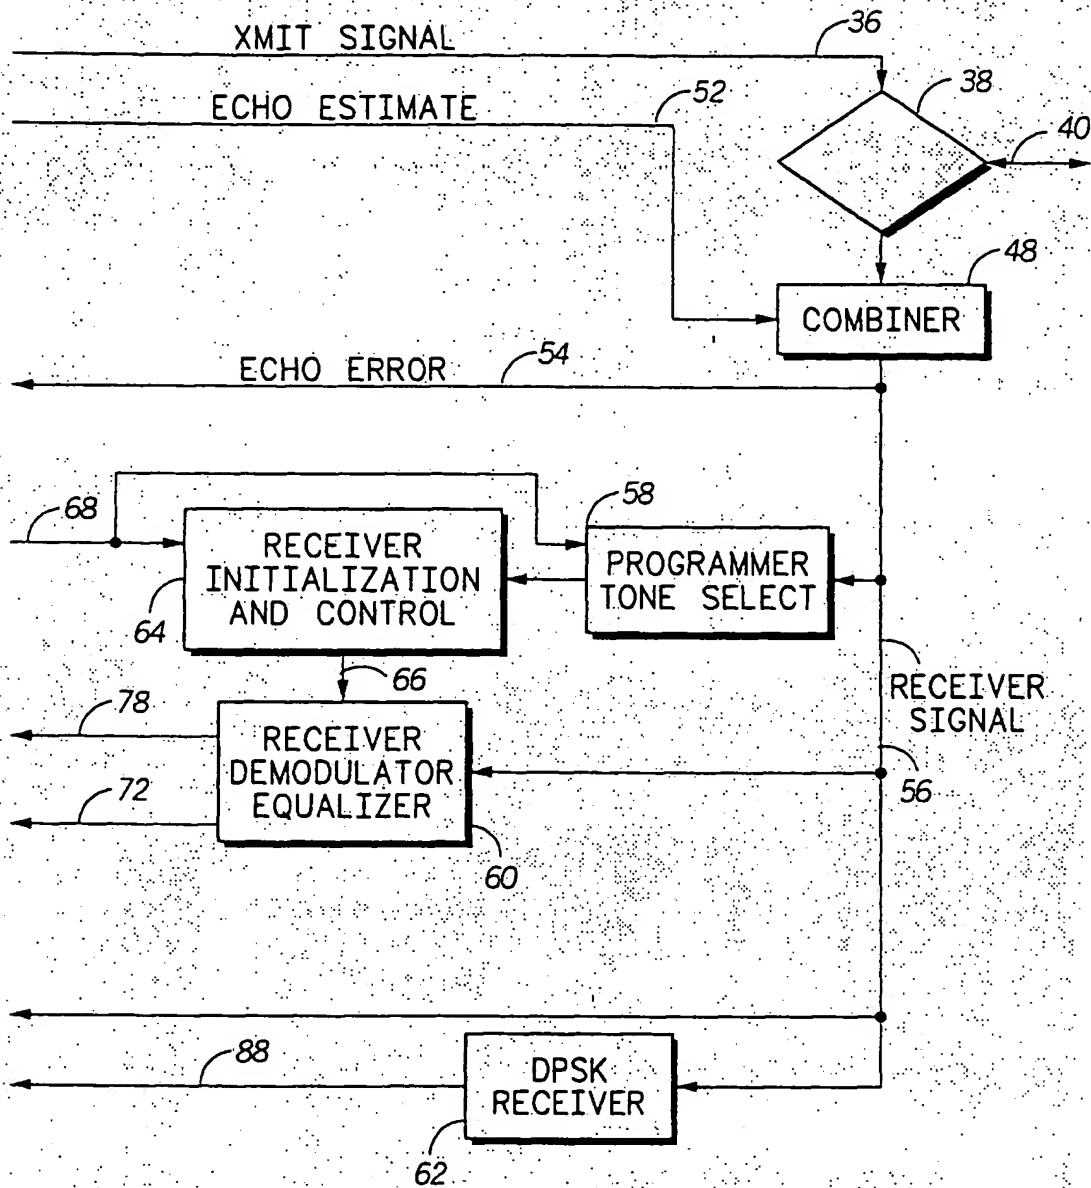 XMIT SIGNAL
36
ECHO ESTIMATE
52
38
40
48
COMBINER
ECHO ERROR
54
68
58
RECEIVER
INITIALIZATION
AND CONTROL
PROGRAMMER
TONE SELECT
64
66
RECEIVER
SIGNAL
78
RECEIVER
DEMODULATOR
EQUALIZER
72
56
60
88
DPSK
RECEIVER
62